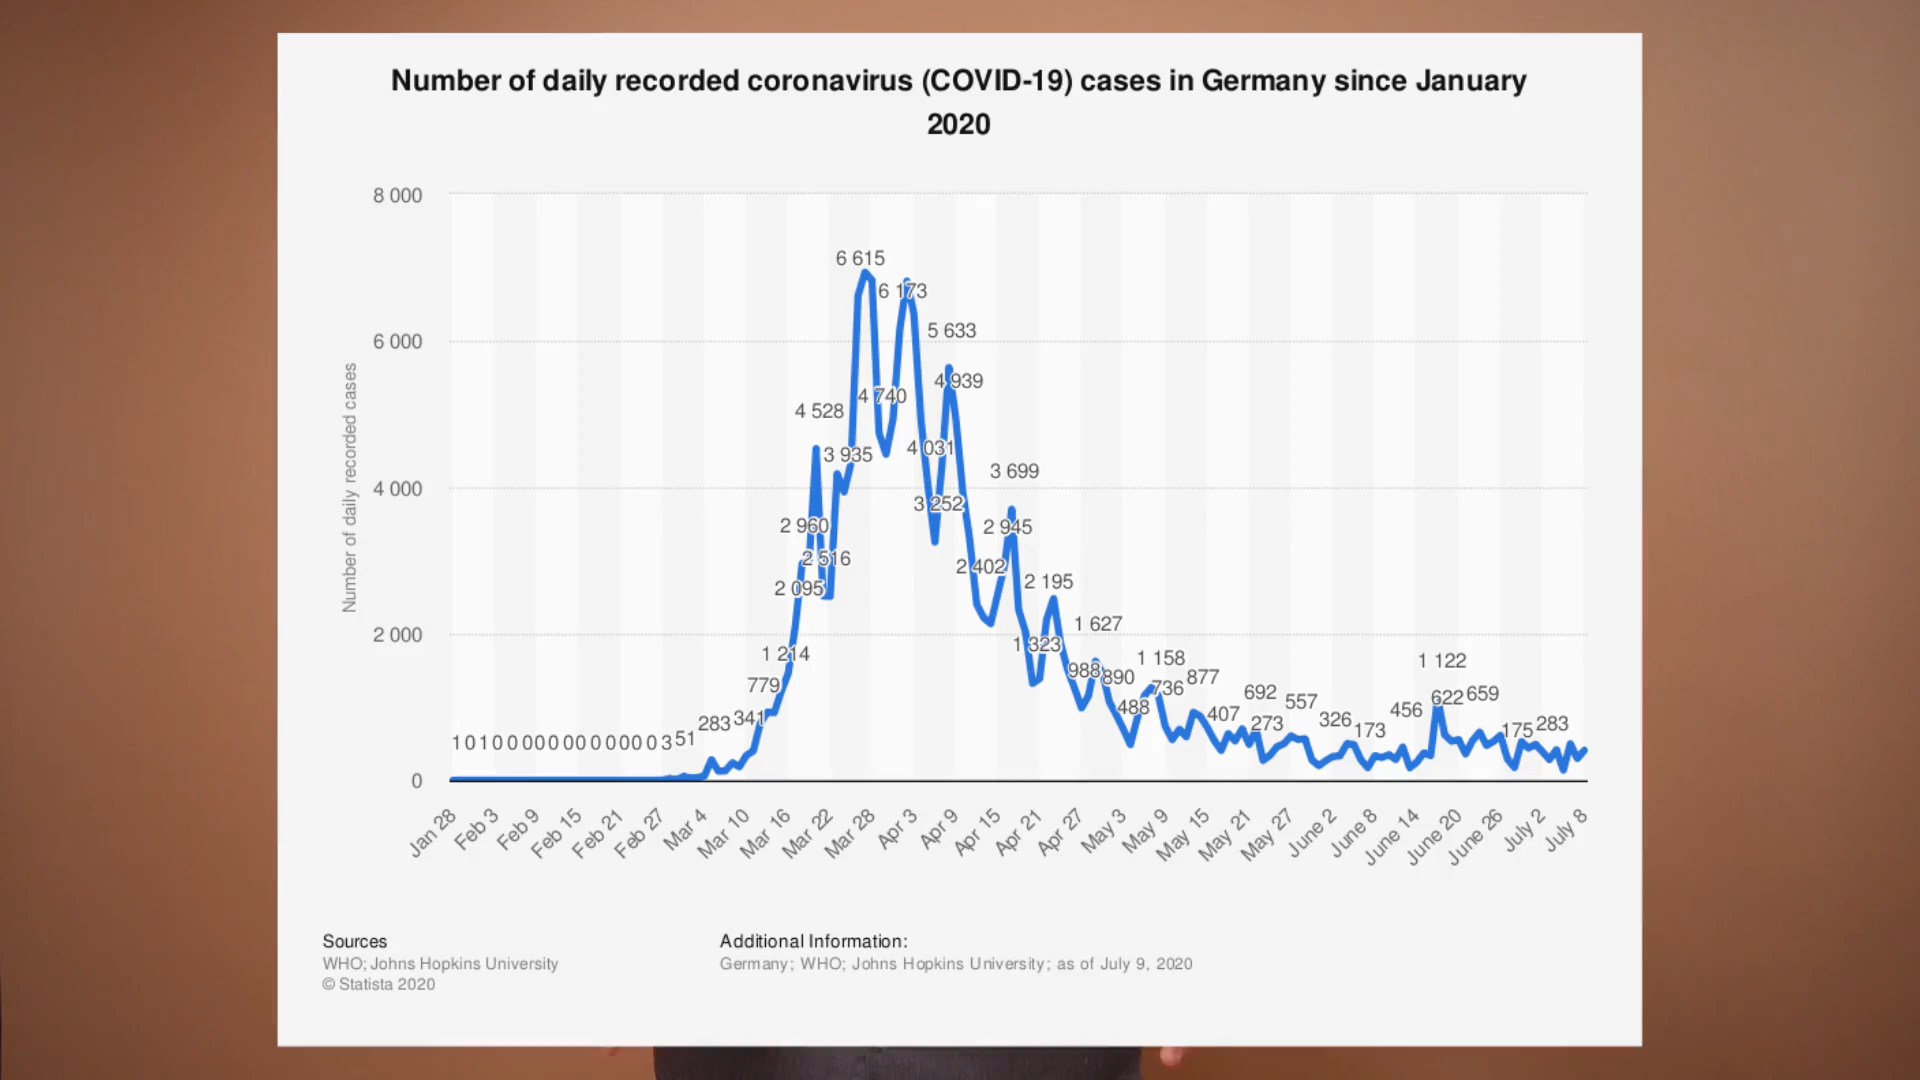 Number of daily recorded coronavirus (COVID-19) cases in Germany since January
2020
Number of daily recorded cases
8 000
6 000
4 000
2 000
0
1 0 1 0 0 0 0 0 0 0 0 0 0 0 0 3 51 283 341
779
1 214
2 095
2 960
4 528
2 516
3 935
6 615
4 740
6 173
4 031
3 252
5 633
4 939
2 402
2 945
3 699
1 323
2 195
988
1 627
890
488
1 158
736
877
407
692
273
557
326
173
456
1 122
622
659
175
283
Jan 28
Feb 3
Feb 9
Feb 15
Feb 21
Feb 27
Mar 4
Mar 10
Mar 16
Mar 22
Mar 28
Apr 3
Apr 9
Apr 15
Apr 21
Apr 27
May 3
May 9
May 15
May 21
May 27
June 2
June 8
June 14
June 20
June 26
July 2
July 8
Sources
WHO; Johns Hopkins University
© Statista 2020
Additional Information:
Germany; WHO; Johns Hopkins University; as of July 9, 2020